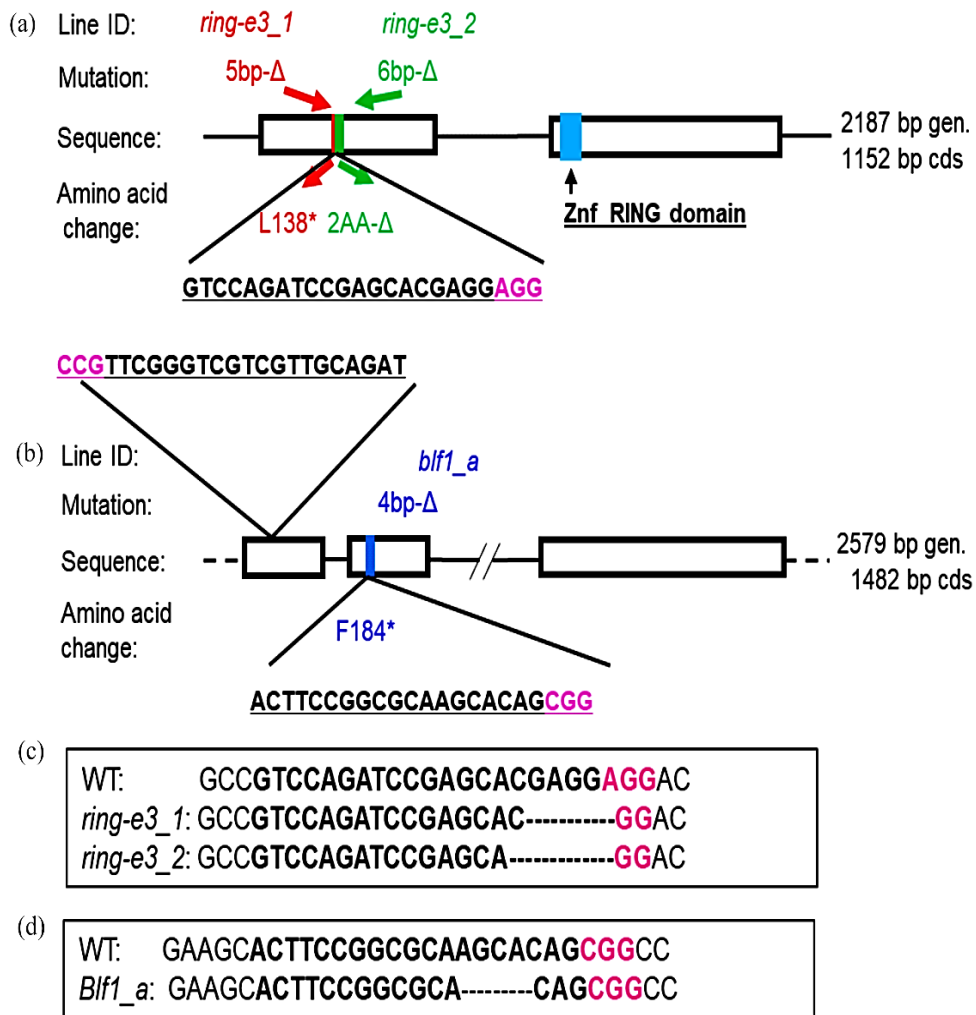 (a) Line ID: ring-e3_1 ring-e3_2
Mutation: 5bp-Δ 6bp-Δ
Sequence: 2187 bp gen.
1152 bp cds
Amino acid
change: L138* 2AA-Δ Znf RING domain
GTCCAGATCCGAGCACGAGGAGG
CCGTTCGGGTCGTCGTTGCAGAT
(b) Line ID: blf1_a
Mutation: 4bp-Δ
Sequence: 2579 bp gen.
1482 bp cds
Amino acid
change: F184*
ACTTCCGGCGCAAGCACAGCGG
(c)
WT: GCCGTCCAGATCCGAGCACGAGGAGGAC
ring-e3_1: GCCGTCCAGATCCGAGCAC-----------GGAC
ring-e3_2: GCCGTCCAGATCCGAGCA-------------GGAC
(d)
WT: GAAGCACTTCCGGCGCAAGCACAGCGGCC
Blf1_a: GAAGCACTTCCGGCGCA---------CAGCGGCC